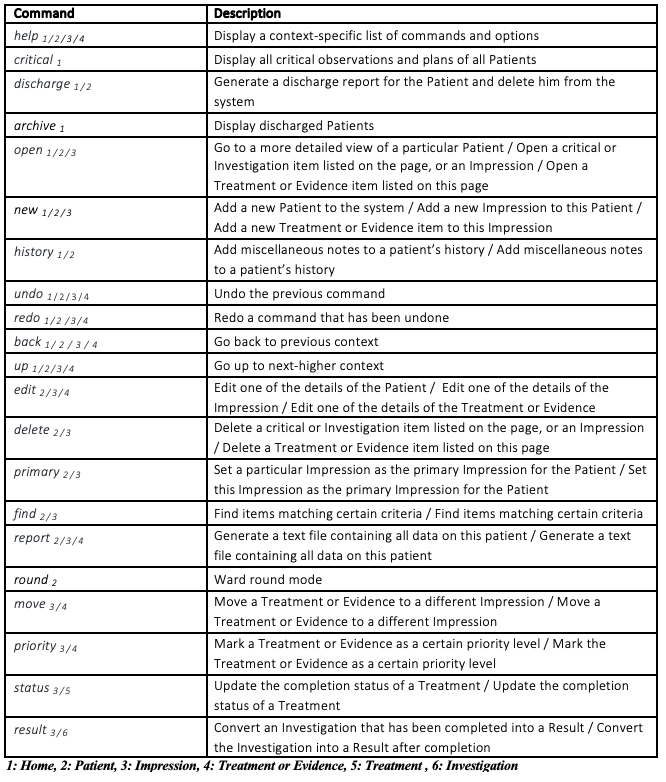 Command Description
help 1/2/3/4 Display a context-specific list of commands and options
critical 1 Display all critical observations and plans of all Patients
discharge 1/2 Generate a discharge report for the Patient and delete him from the
system
archive 1 Display discharged Patients
open 1/2/3 Go to a more detailed view of a particular Patient / Open a critical or
Investigation item listed on the page, or an Impression / Open a
Treatment or Evidence item listed on this page
new 1/2/3 Add a new Patient to the system / Add a new Impression to this Patient /
Add a new Treatment or Evidence item to this Impression
history 1/2 Add miscellaneous notes to a patient’s history / Add miscellaneous notes
to a patient’s history
undo 1/2/3/4 Undo the previous command
redo 1/2 /3/4 Redo a command that has been undone
back 1/ 2 / 3 / 4 Go back to previous context
up 1/2/3/4 Go up to next-higher context
edit 2/3/4 Edit one of the details of the Patient / Edit one of the details of the
Impression / Edit one of the details of the Treatment or Evidence
delete 2/3 Delete a critical or Investigation item listed on the page, or an Impression
/ Delete a Treatment or Evidence item listed on this page
primary 2/3 Set a particular Impression as the primary Impression for the Patient / Set
this Impression as the primary Impression for the Patient
find 2/3 Find items matching certain criteria / Find items matching certain criteria
report 2/3/4 Generate a text file containing all data on this patient / Generate a text
file containing all data on this patient
round 2 Ward round mode
move 3/4 Move a Treatment or Evidence to a different Impression / Move a
Treatment or Evidence to a different Impression
priority 3/4 Mark a Treatment or Evidence as a certain priority level / Mark the
Treatment or Evidence as a certain priority level
status 3/5 Update the completion status of a Treatment / Update the completion
status of a Treatment
result 3/6 Convert an Investigation that has been completed into a Result / Convert
the Investigation into a Result after completion
1: Home, 2: Patient, 3: Impression, 4: Treatment or Evidence, 5: Treatment , 6: Investigation